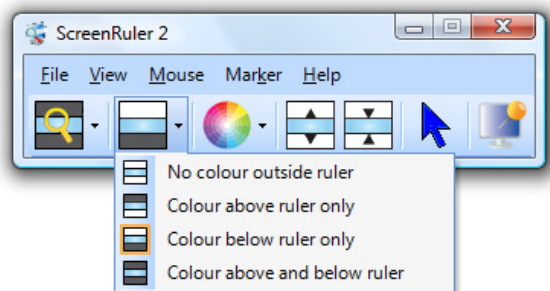 ScreenRuler 2
File View Mouse Marker Help
No colour outside ruler
Colour above ruler only
Colour below ruler only
Colour above and below ruler